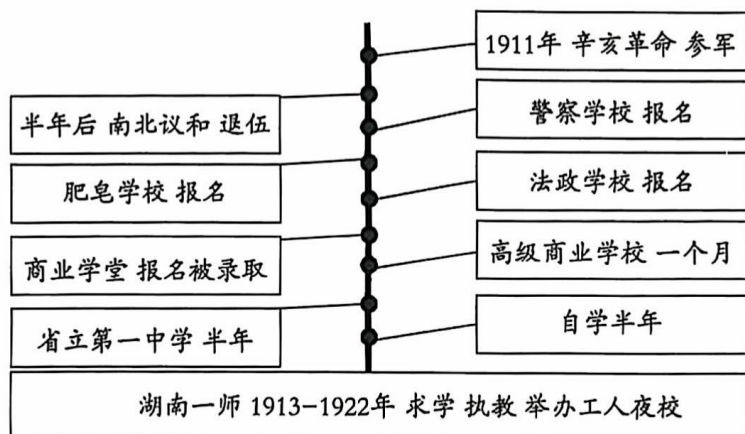 1911年 辛亥革命 参军
半年后 南北议和 退伍
警察学校 报名
肥皂学校 报名
法政学校 报名
商业学堂 报名被录取
高级商业学校 一个月
省立第一中学 半年
自学半年
湖南一师 1913-1922年 求学 执教 举办工人夜校